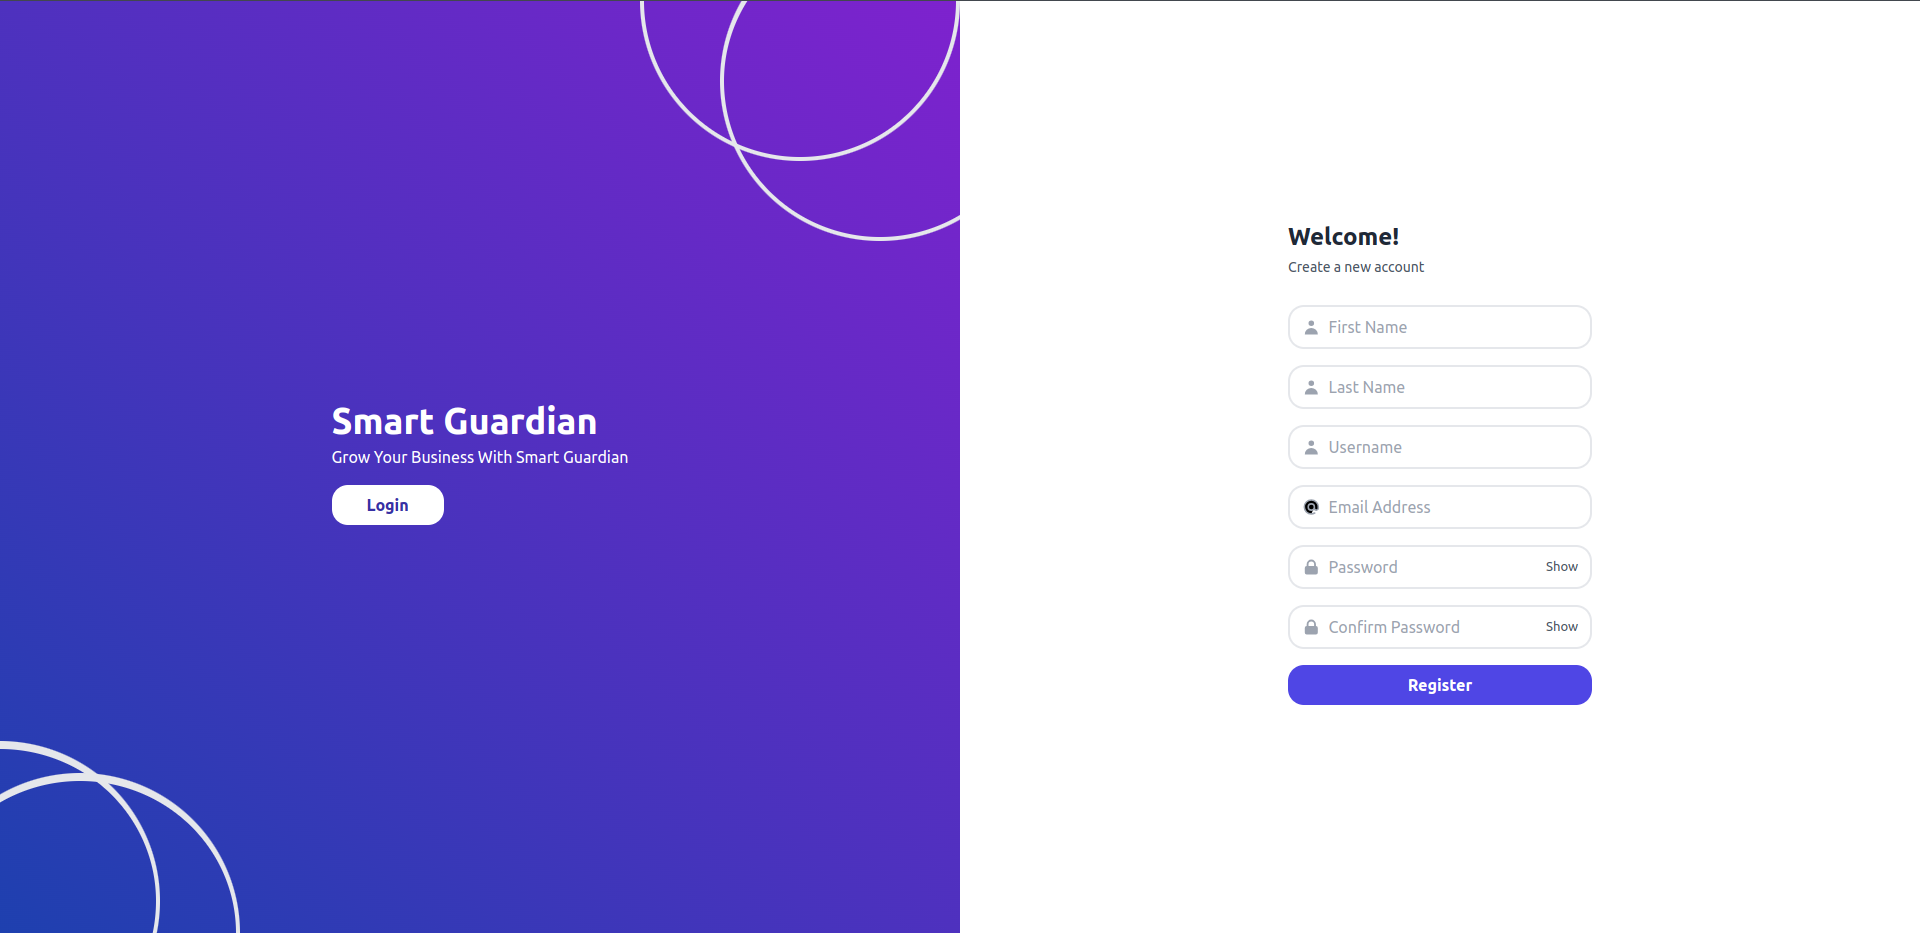 Smart Guardian
Grow Your Business With Smart Guardian
Login
Welcome!
Create a new account
First Name
Last Name
Username
Email Address
Password Show
Confirm Password Show
Register